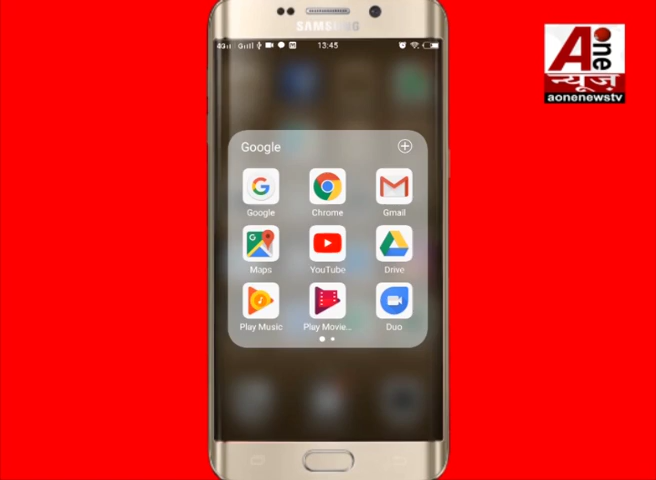 SAMSUNG
13:45
Google
Google Chrome Gmail
Maps YouTube Drive
Play Music Play Movie... Duo
A one
न्यूज़
aonenewstv